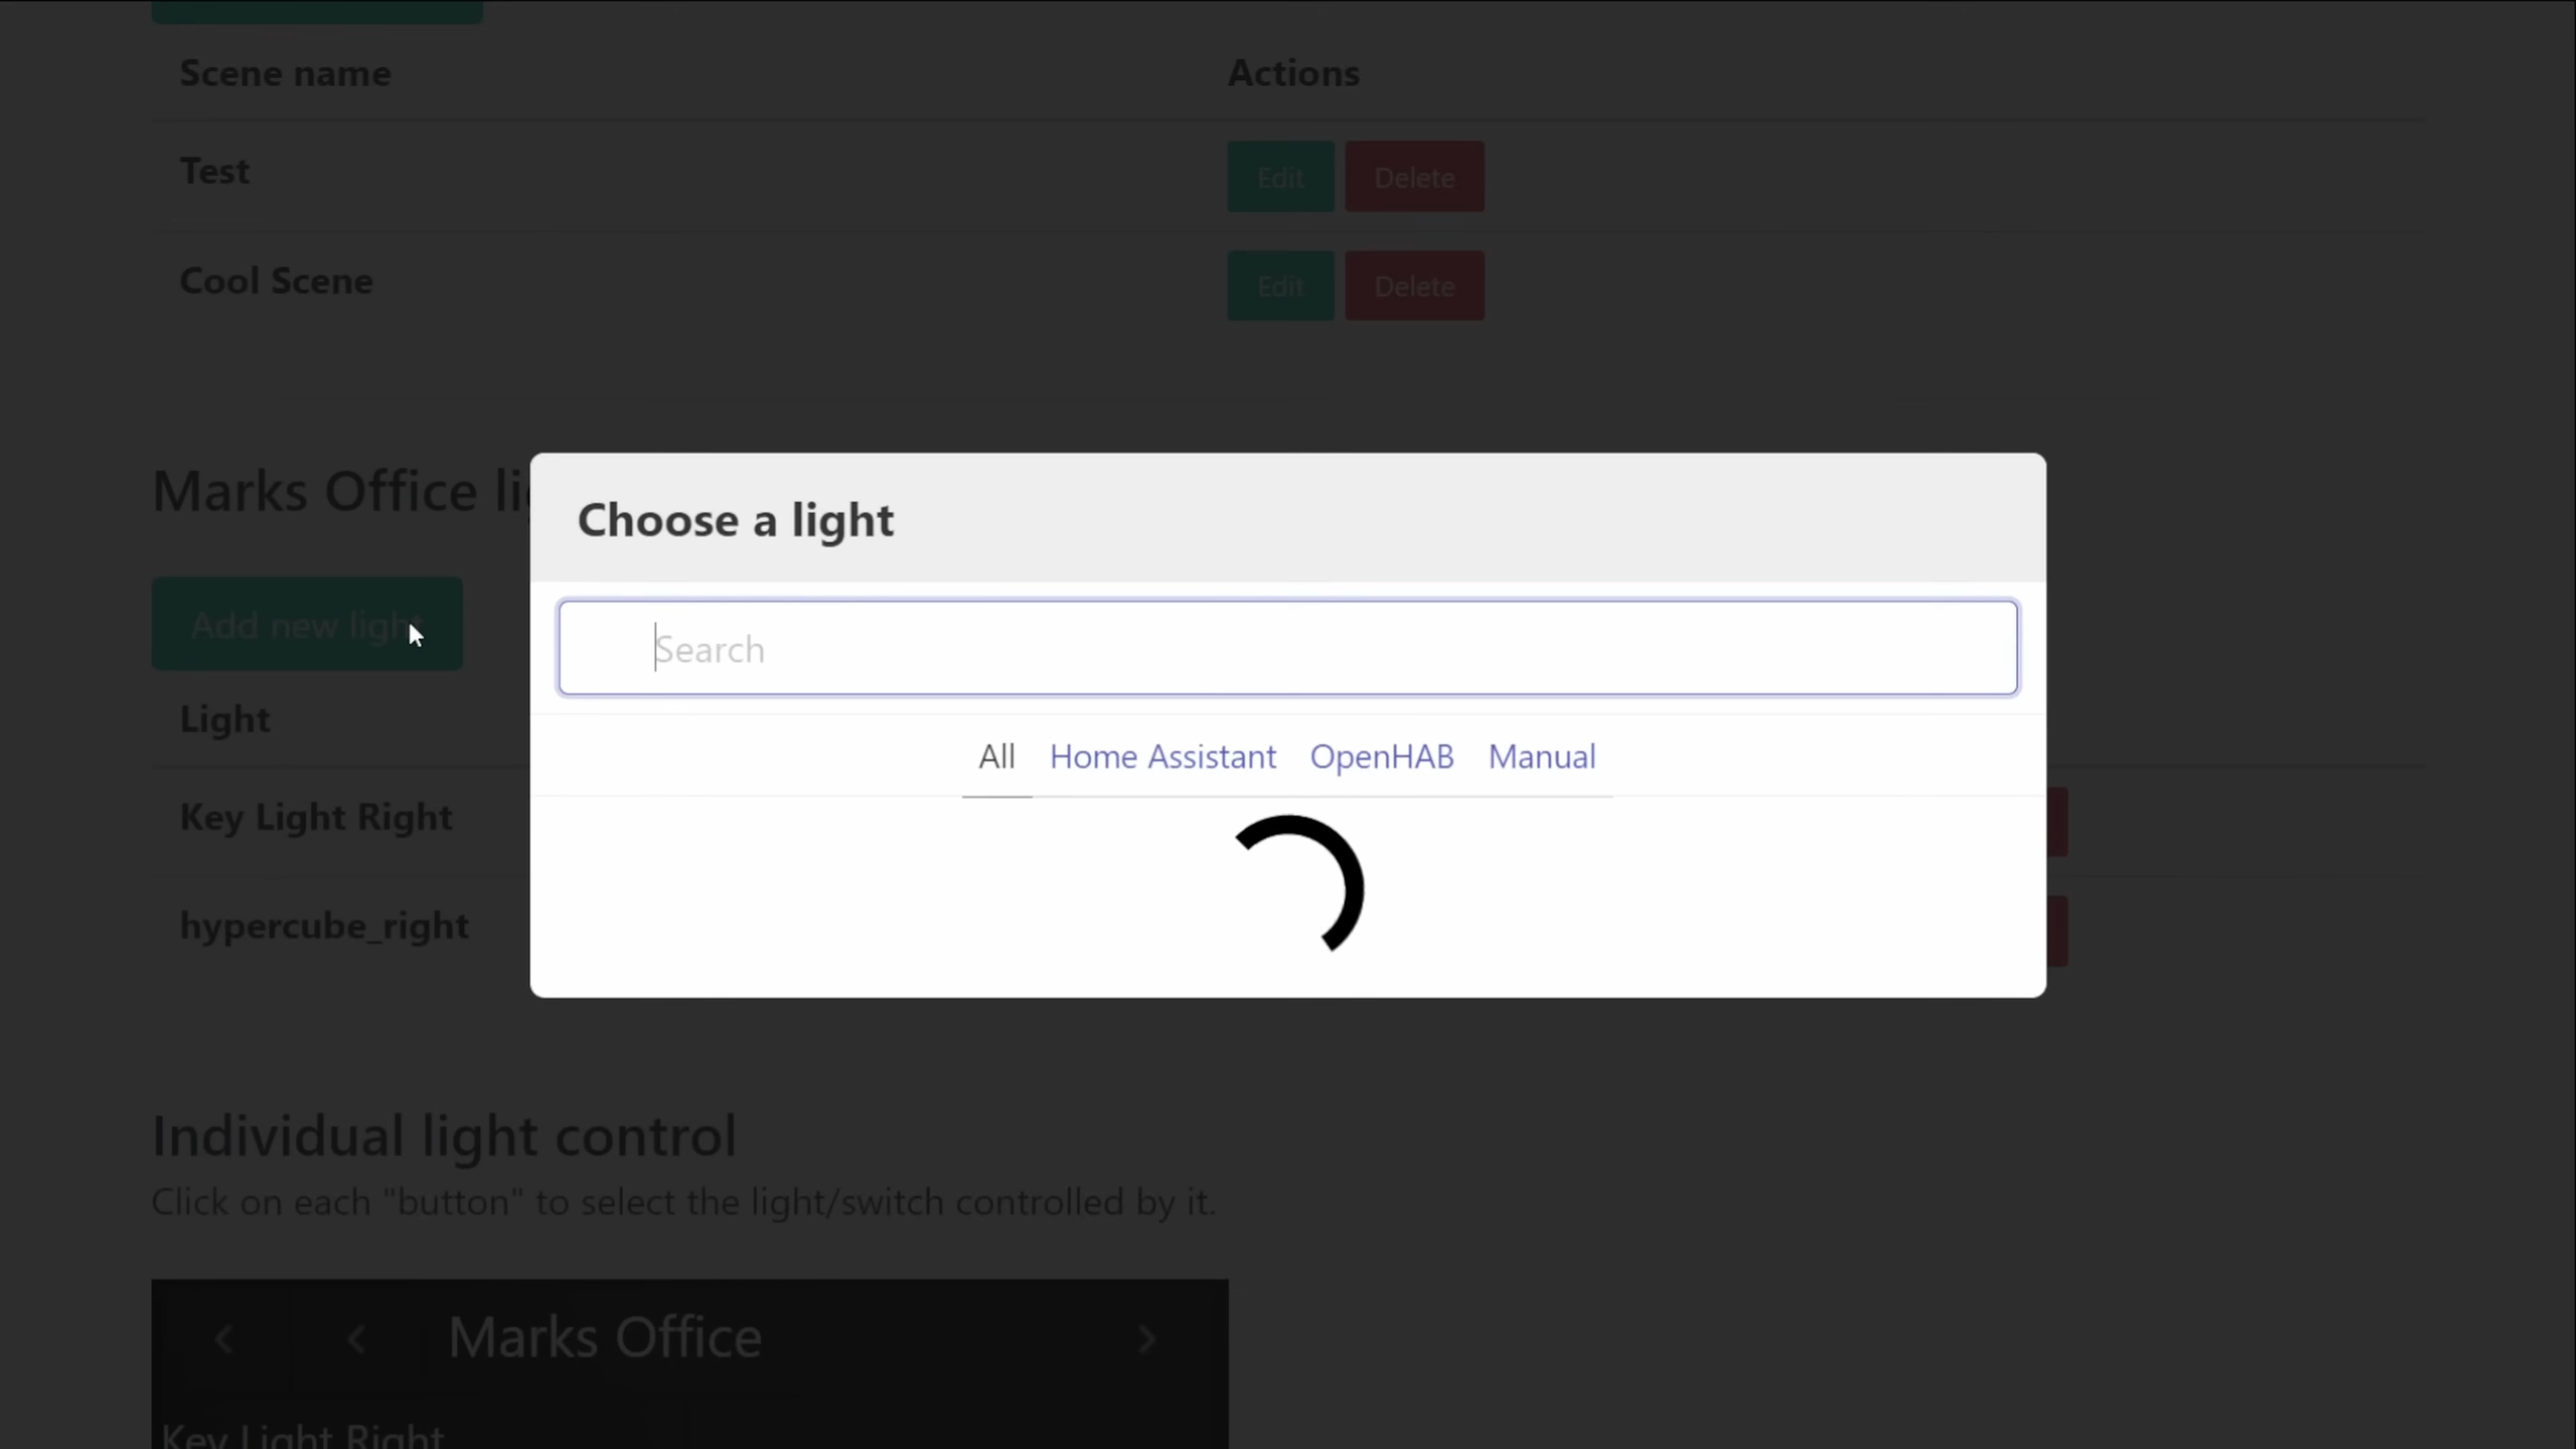 Scene name Actions
Test Edit Delete
Cool Scene Edit Delete
Marks Office
Choose a light
Search
Add new light
All Home Assistant OpenHAB Manual
Light
Key Light Right
hypercube_right
Individual light control
Click on each "button" to select the light/switch controlled by it.
Marks Office
Key Light Right